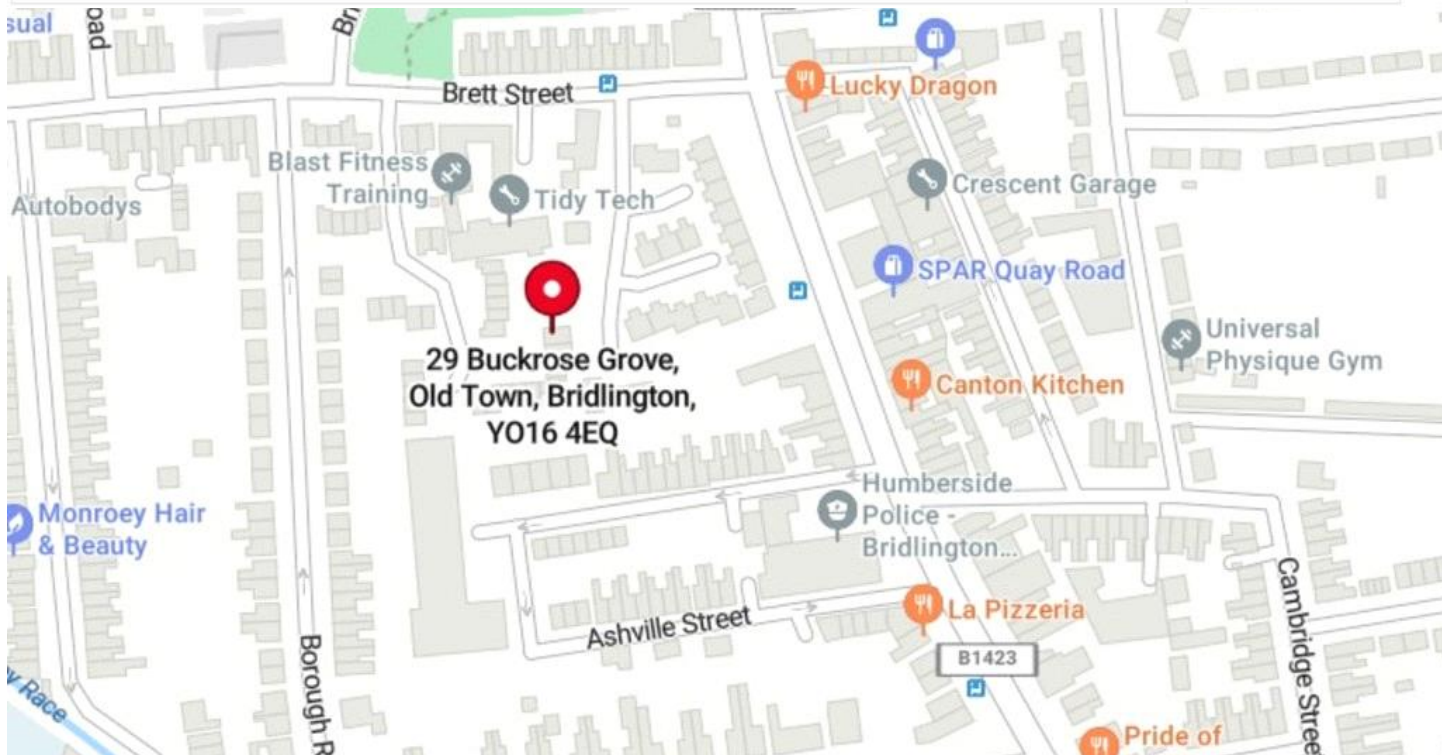 sual
oad
Bri
Brett Street
Lucky Dragon
Blast Fitness
Training
Tidy Tech
Crescent Garage
Autobodys
SPAR Quay Road
29 Buckrose Grove,
Old Town, Bridlington,
YO16 4EQ
Universal
Physique Gym
Canton Kitchen
Monroey Hair
& Beauty
Humberside
Police -
Bridlington...
Ashville Street
La Pizzeria
B1423
Borough R
Cambridge Stree
y Race
Pride of